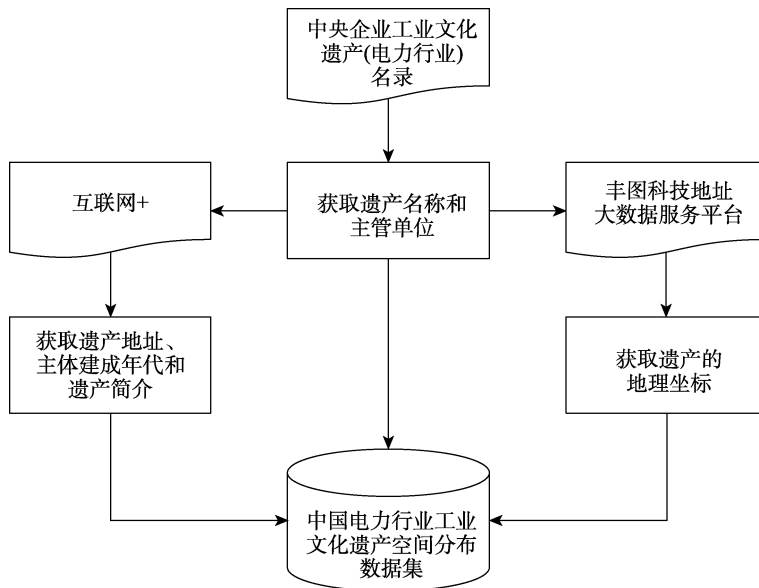 中央企业工业文化
遗产(电力行业)
名录
互联网+
获取遗产名称和
主管单位
丰图科技地址
大数据服务平台
获取遗产地址、
主体建成年代和
遗产简介
获取遗产的
地理坐标
中国电力行业工业
文化遗产空间分布
数据集